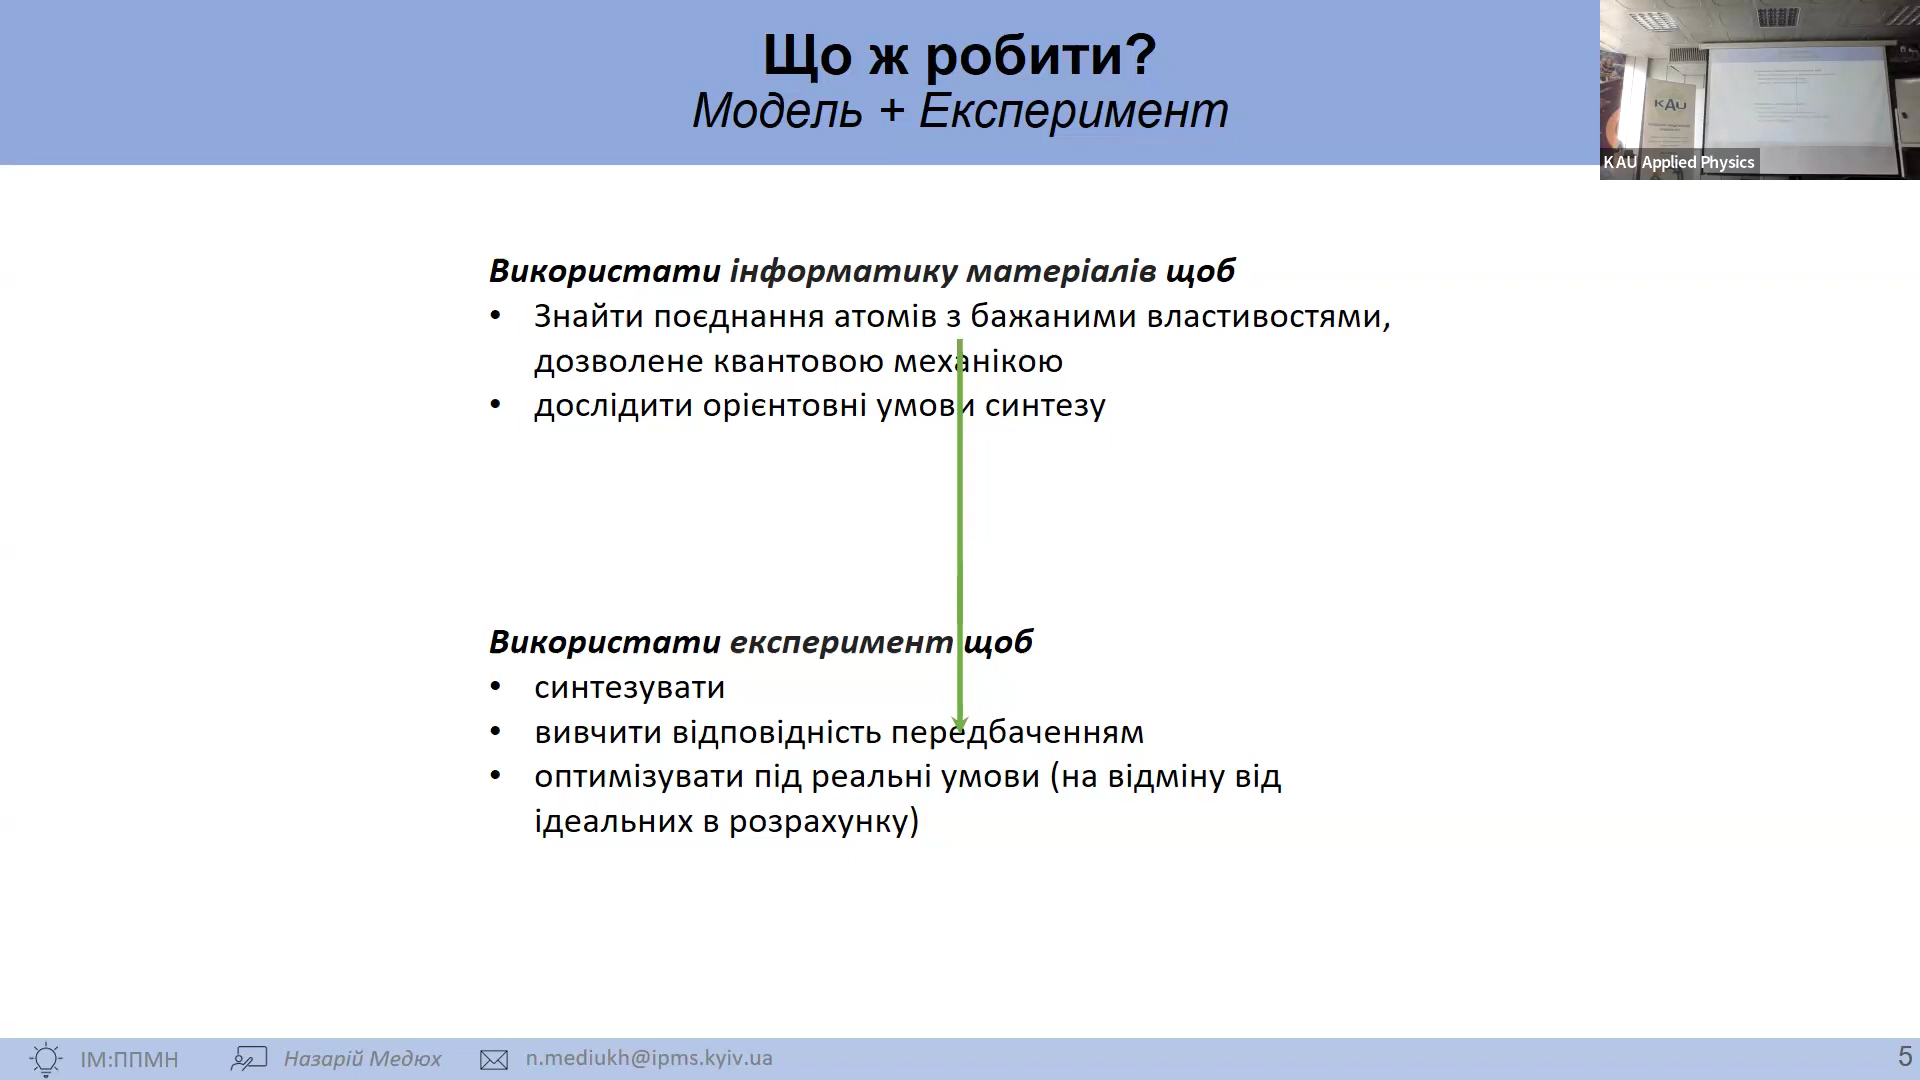 Що ж робити?
Модель + Експеримент
KAU
KAU Applied Physics
Використати інформатику матеріалів щоб
• Знайти поєднання атомів з бажаними властивостями,
дозволене квантовою механікою
• дослідити орієнтовні умови синтезу
Використати експеримент щоб
• синтезувати
• вивчити відповідність передбаченням
• оптимізувати під реальні умови (на відміну від
ідеальних в розрахунку)
ІМ:ППМН
Назарій Медюх
n.mediukh@ipms.kyiv.ua
5